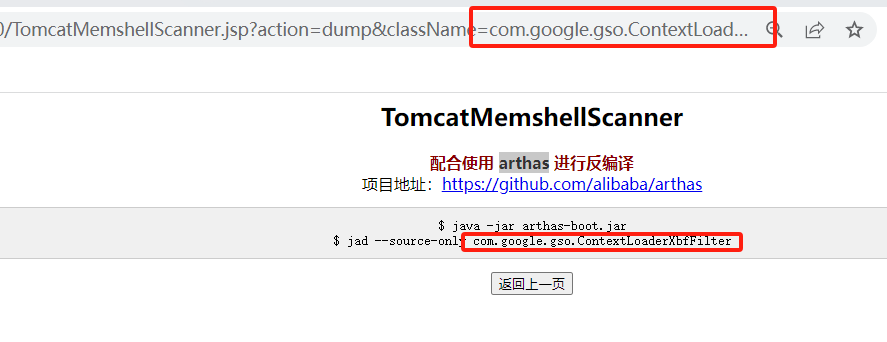 0/TomcatMemshellScanner.jsp?action=dump&className=com.google.gso.ContextLoad...
TomcatMemshellScanner
配合使用 arthas 进行反编译
项目地址：https://github.com/alibaba/arthas
$ java -jar arthas-boot.jar
$ jad --source-only com.google.gso.ContextLoaderXbfFilter
返回上一页